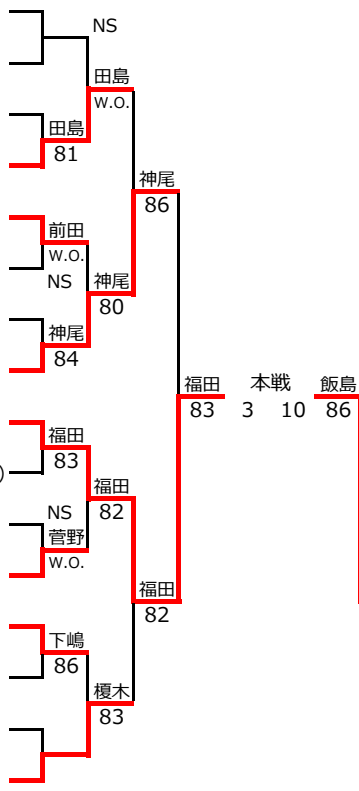 NS
田島
W.O.
田島
81
神尾
86
前田
W.O.
NS
神尾
80
神尾
84
福田 本戦 飯島
83 3 10 86
福田
83
)
福田
82
NS
菅野
W.O.
福田
82
下嶋
86
榎木
83